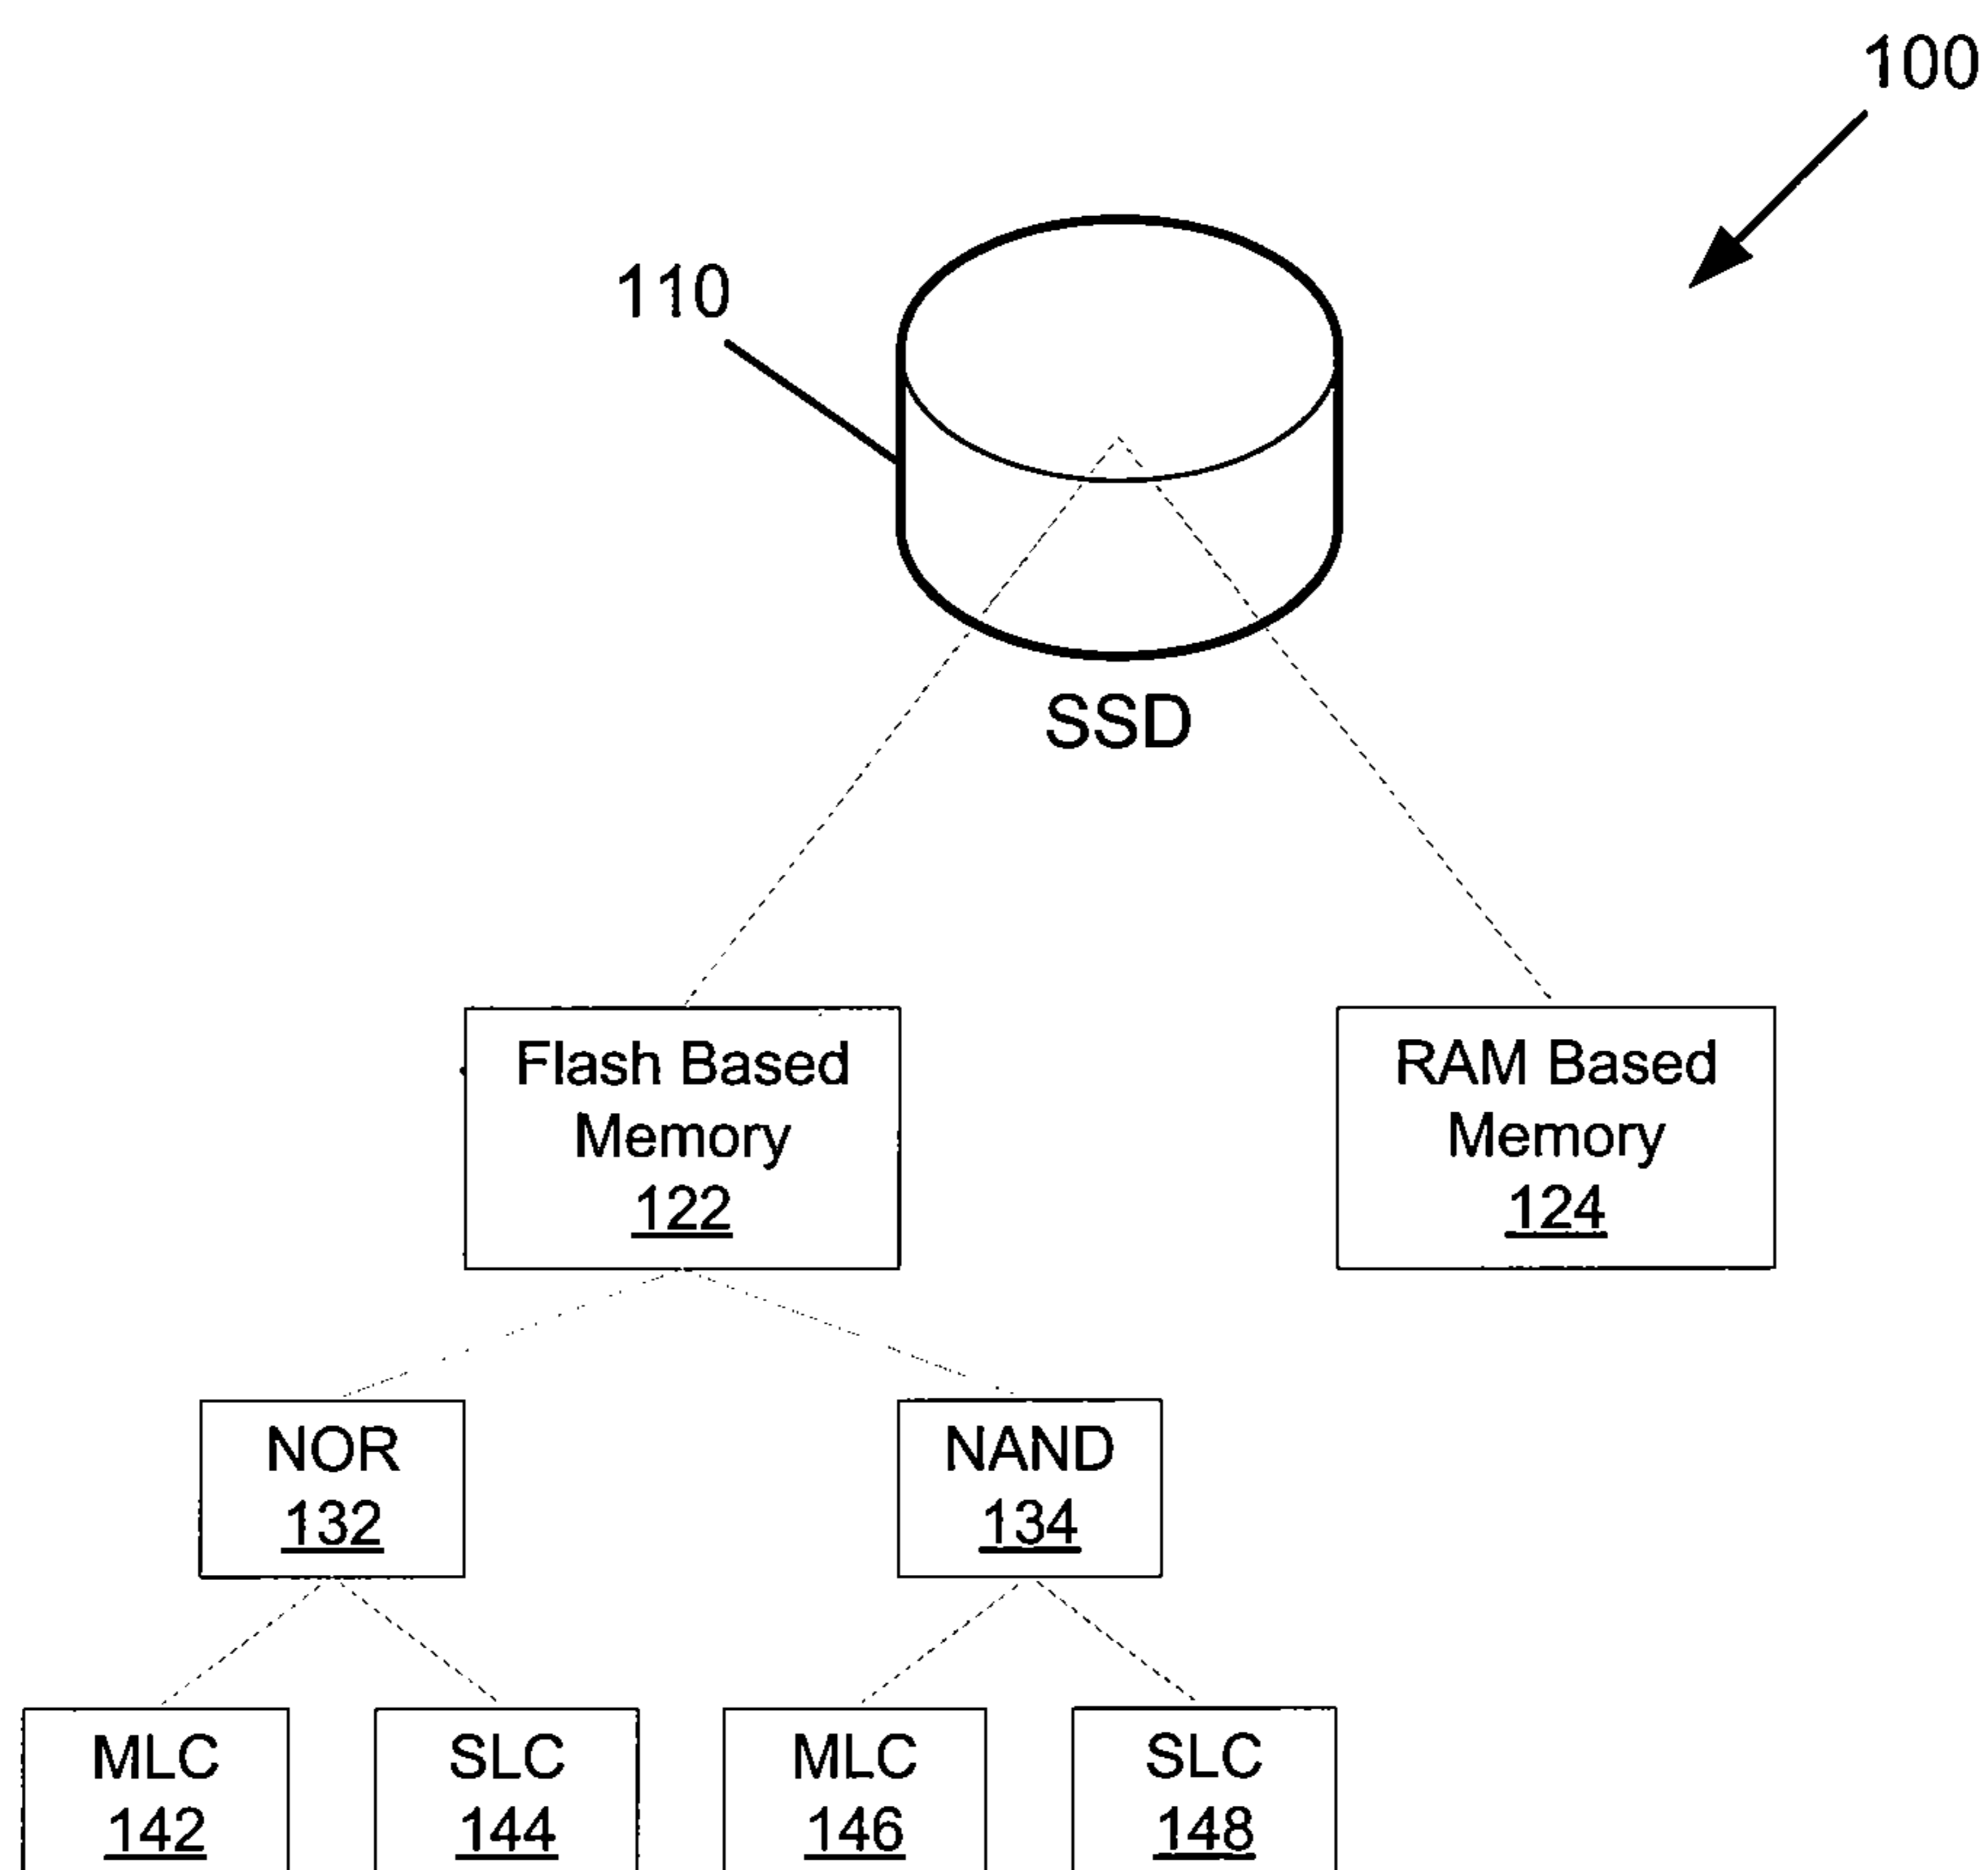 100
110
SSD
Flash Based
Memory
122
RAM Based
Memory
124
NOR
132
NAND
134
MLC
142
SLC
144
MLC
146
SLC
148